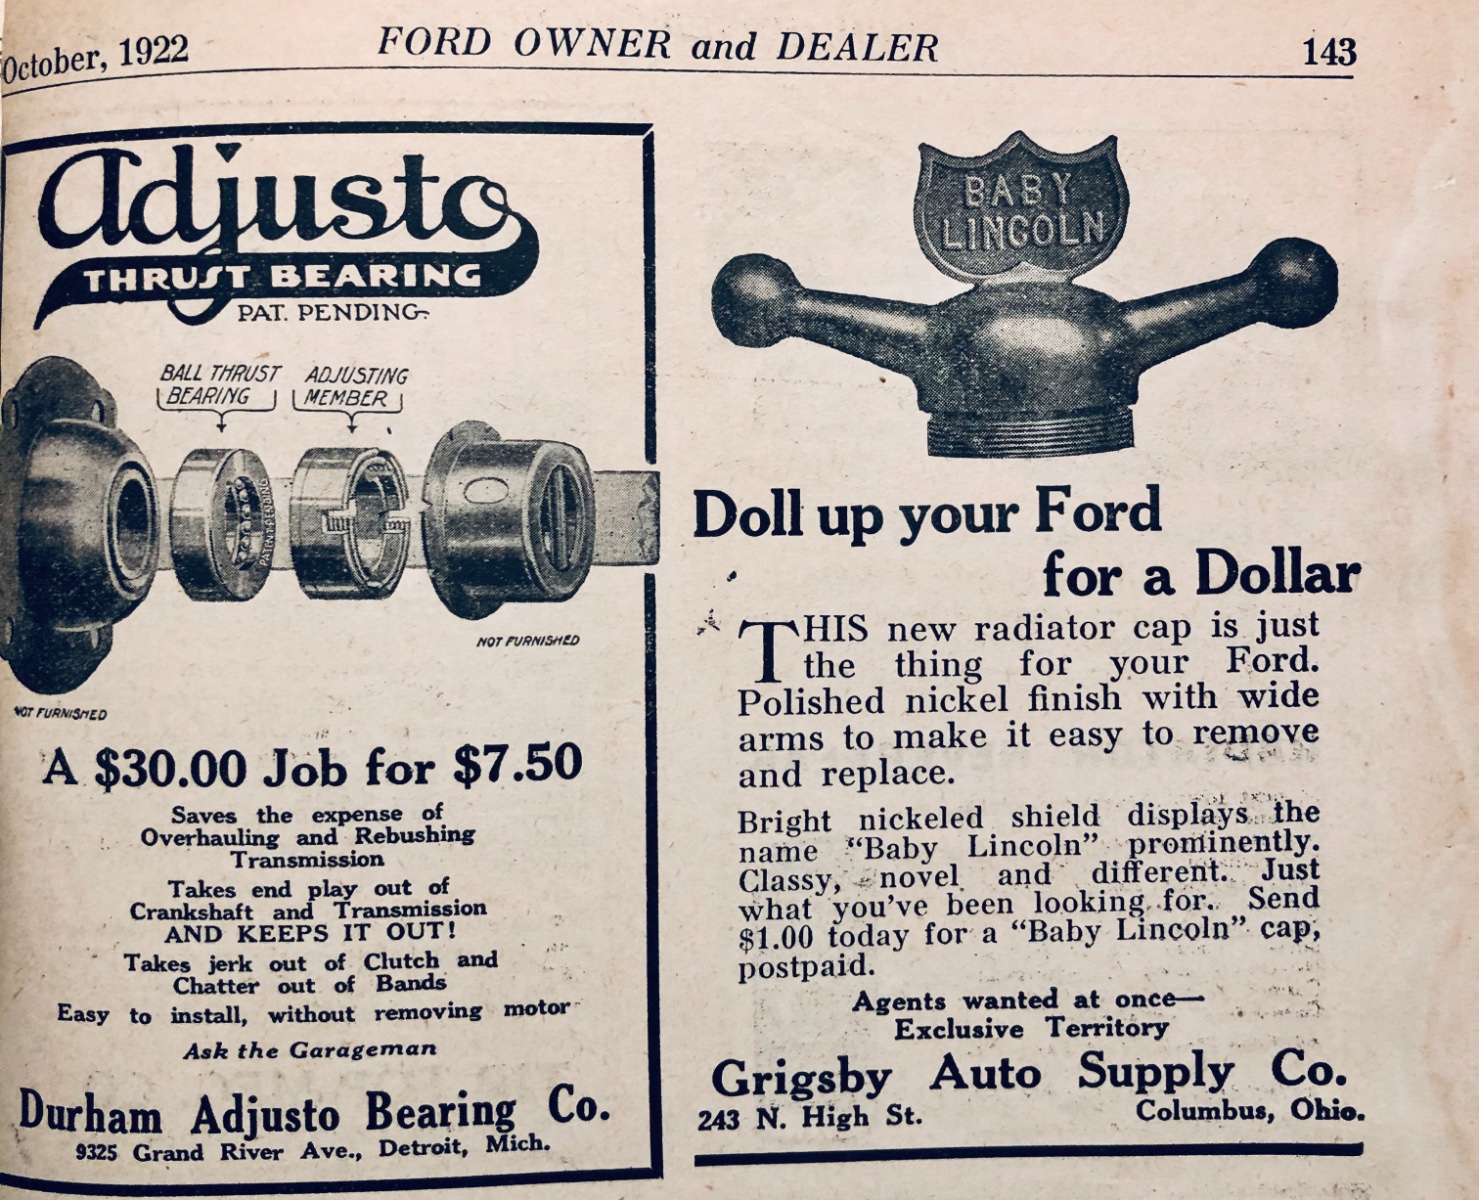 October, 1922
FORD OWNER and DEALER
143
Adjusto
THRUST BEARING
PAT. PENDING
BALL THRUST
BEARING
ADJUSTING
MEMBER
PAT. PENDING
NOT FURNISHED
NOT FURNISHED
A $30.00 Job for $7.50
Saves the expense of
Overhauling and Rebushing
Transmission
Takes end play out of
Crankshaft and Transmission
AND KEEPS IT OUT!
Takes jerk out of Clutch and
Chatter out of Bands
Easy to install, without removing motor
Ask the Garageman
Durham Adjusto Bearing Co.
9325 Grand River Ave., Detroit, Mich.
BABY
LINCOLN
Doll up your Ford
for a Dollar
THIS new radiator cap is just
the thing for your Ford.
Polished nickel finish with wide
arms to make it easy to remove
and replace.
Bright nickeled shield displays the
name “Baby Lincoln” prominently.
Classy, novel and different. Just
what you've been looking for. Send
$1.00 today for a “Baby Lincoln” cap,
postpaid.
Agents wanted at once—
Exclusive Territory
Grigsby Auto Supply Co.
243 N. High St.
Columbus, Ohio.